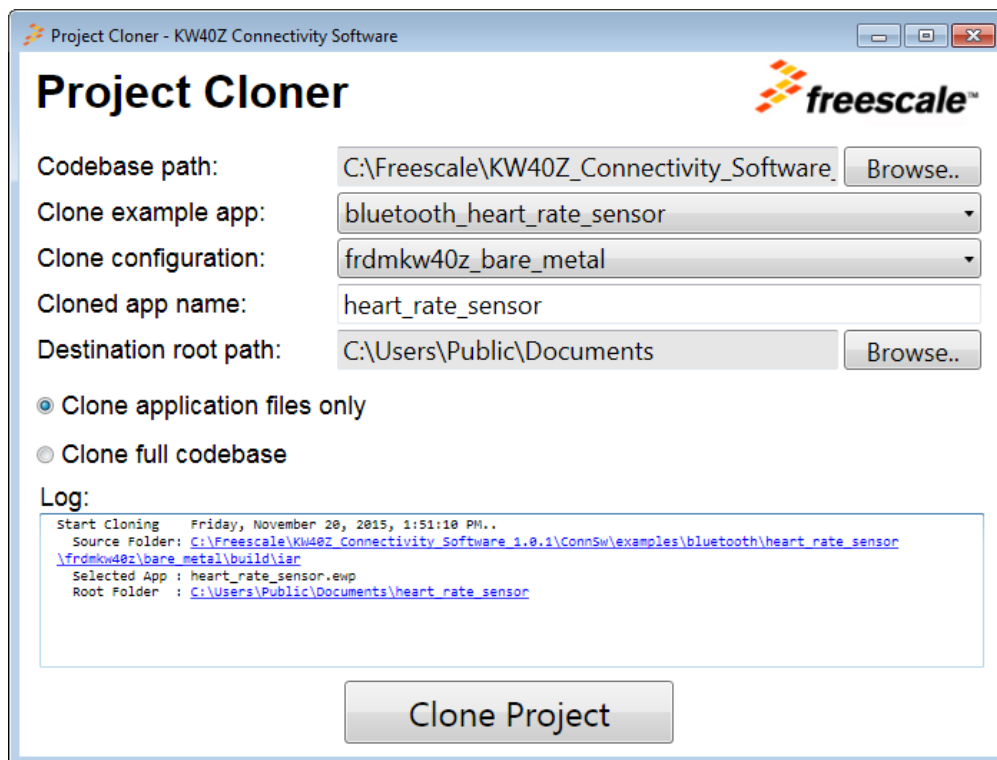 Project Cloner - KW40Z Connectivity Software
Project Cloner
freescale™
Codebase path: C:\Freescale\KW40Z_Connectivity_Software_ Browse..
Clone example app: bluetooth_heart_rate_sensor
Clone configuration: frdmkw40z_bare_metal
Cloned app name: heart_rate_sensor
Destination root path: C:\Users\Public\Documents Browse..
Clone application files only
Clone full codebase
Log:
Start Cloning Friday, November 20, 2015, 1:51:10 PM..
Source Folder: C:\Freescale\KW40Z_Connectivity_Software_1.0.1\ConnSw\examples\bluetooth\heart_rate_sensor
\frdmkw40z\bare_metal\build\iar
Selected App : heart_rate_sensor.ewp
Root Folder : C:\Users\Public\Documents\heart_rate_sensor
Clone Project